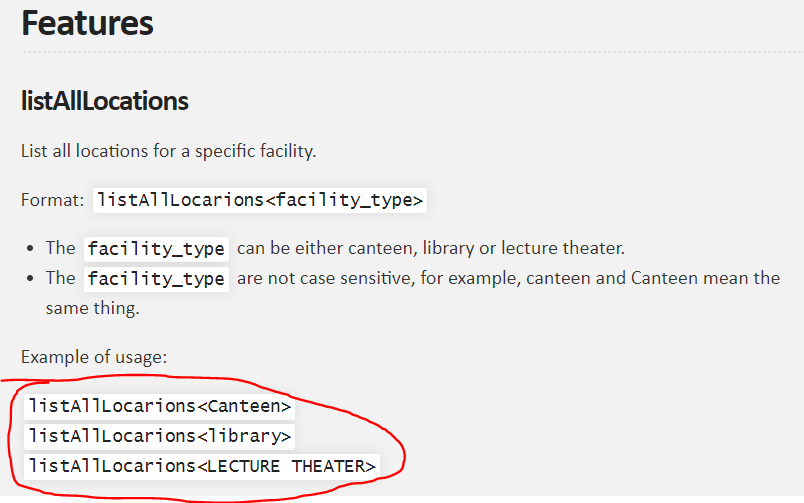 Features
listAllLocations
List all locations for a specific facility.
Format: listAllLocarions<facility_type>
• The facility_type can be either canteen, library or lecture theater.
• The facility_type are not case sensitive, for example, canteen and Canteen mean the
same thing.
Example of usage:
listAllLocarions<Canteen>
listAllLocarions<library>
listAllLocarions<LECTURE THEATER>